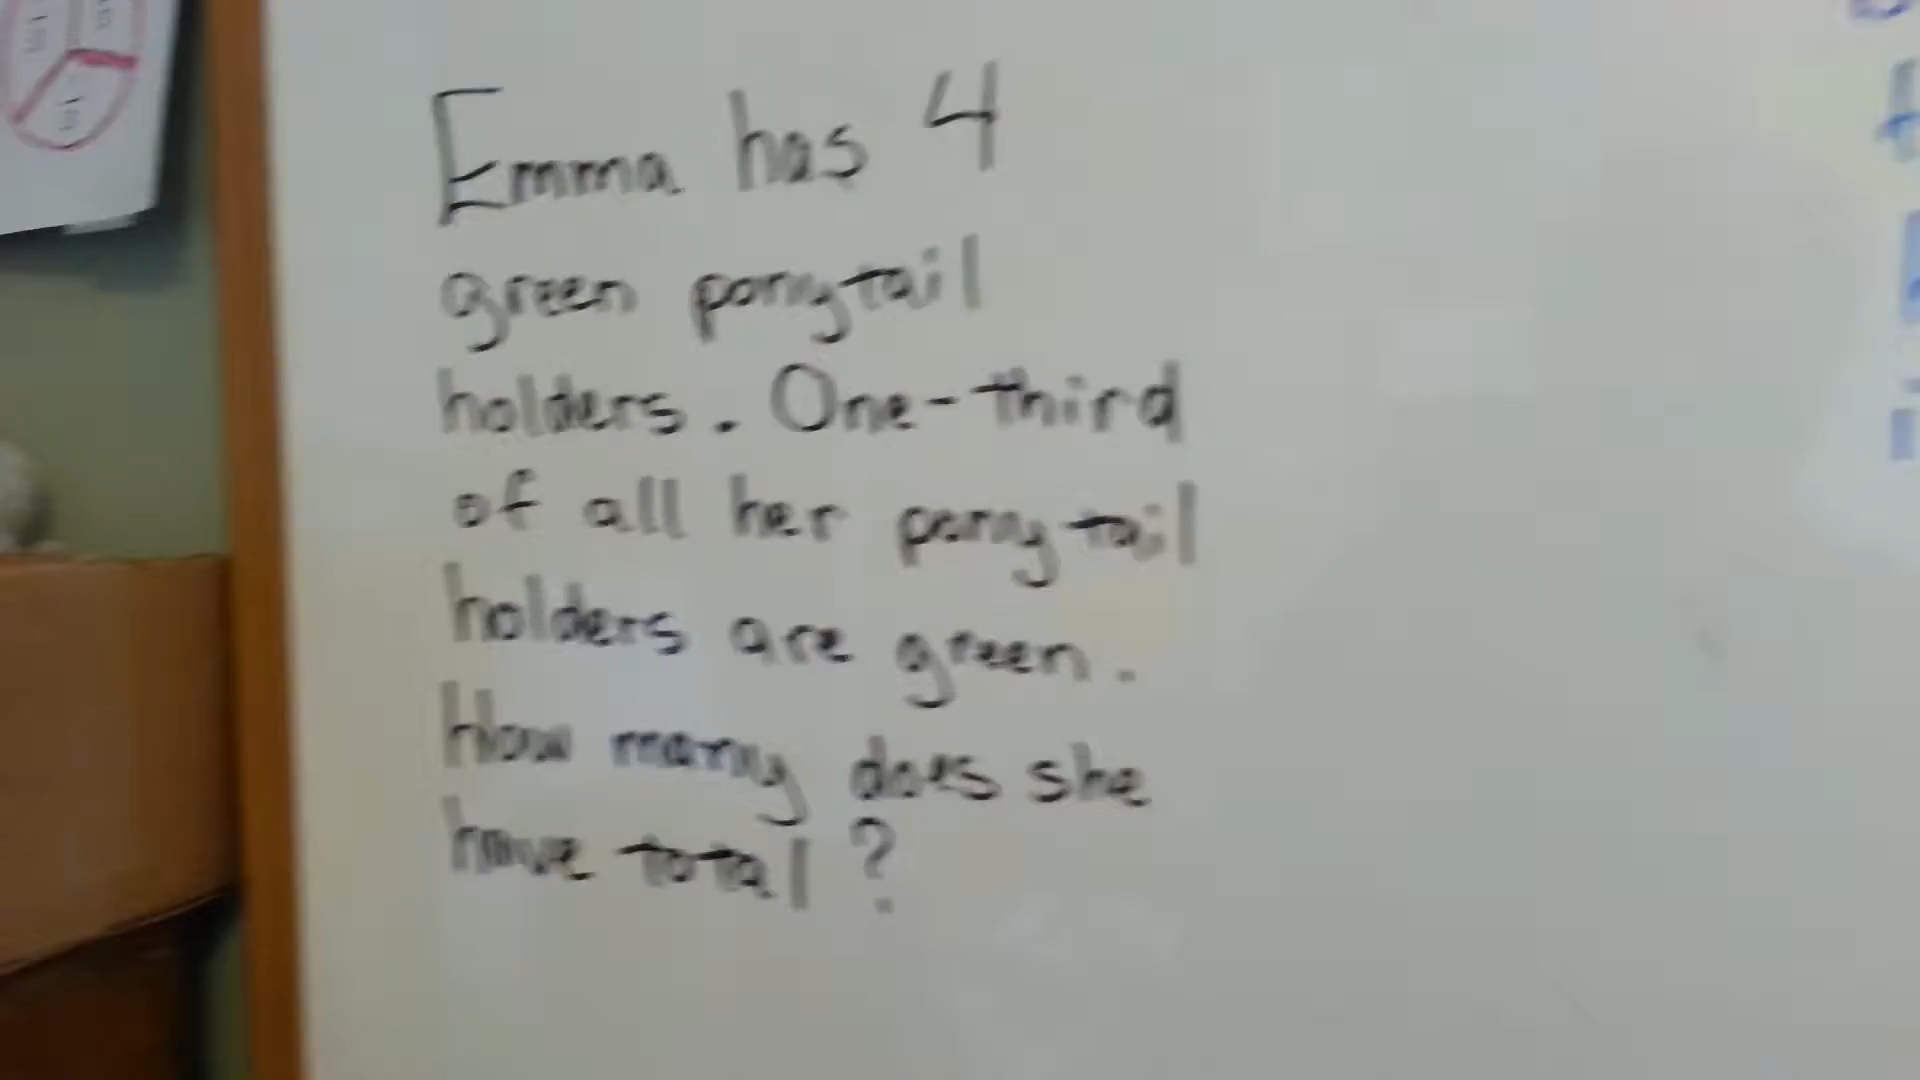 Emma has 4
green ponytail
holders. One-third
of all her ponytail
holders are green.
How many does she
have total?